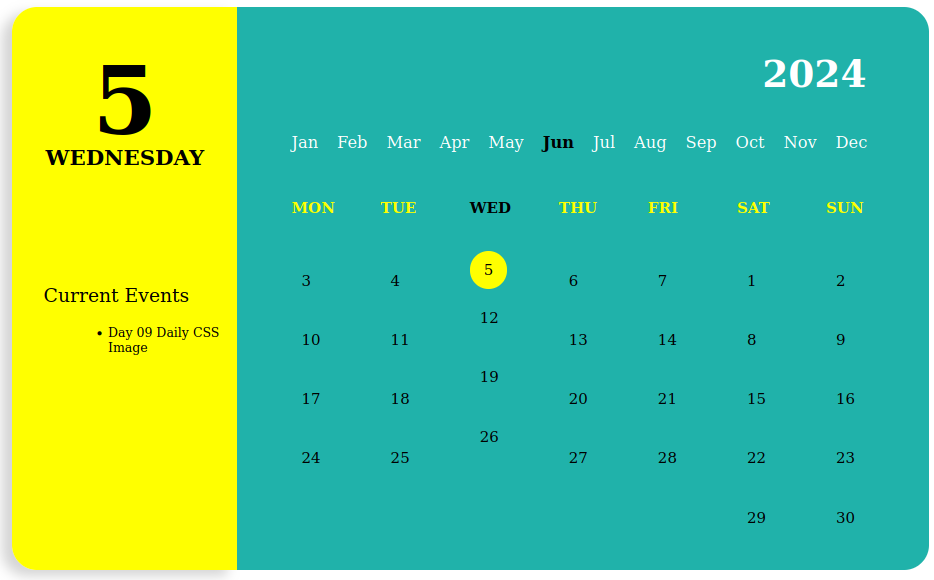 5
WEDNESDAY
Current Events
• Day 09 Daily CSS
Image
2024
Jan Feb Mar Apr May Jun Jul Aug Sep Oct Nov Dec
MON TUE WED THU FRI SAT SUN
3 4 5 6 7 1 2
10 11 12 13 14 8 9
17 18 19 20 21 15 16
24 25 26 27 28 22 23
29 30